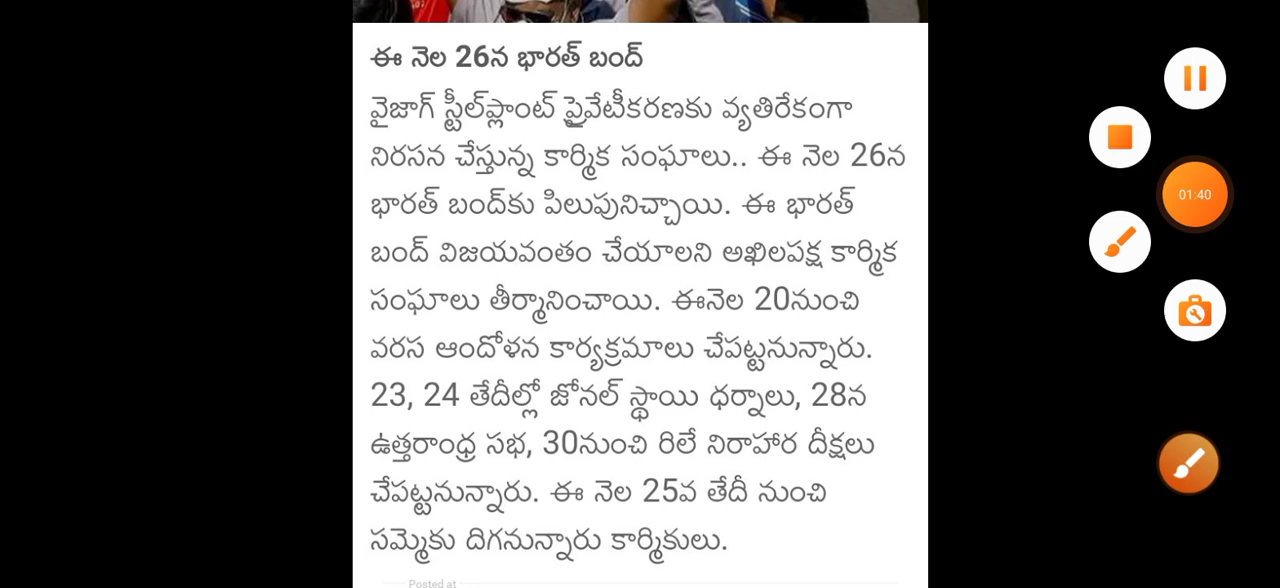 ఈ నెల 26న భారత్ బంద్
వైజాగ్ స్టీల్‌ప్లాంట్ ప్రైవేటీకరణకు వ్యతిరేకంగా
నిరసన చేస్తున్న కార్మిక సంఘాలు.. ఈ నెల 26న
భారత్ బంద్‌కు పిలుపునిచ్చాయి. ఈ భారత్
బంద్ విజయవంతం చేయాలని అఖిలపక్ష కార్మిక
సంఘాలు తీర్మానించాయి. ఈనెల 20నుంచి
వరస ఆందోళన కార్యక్రమాలు చేపట్టనున్నారు.
23, 24 తేదీల్లో జోనల్ స్థాయి ధర్నాలు, 28న
ఉత్తరాంధ్ర సభ, 30నుంచి రిలే నిరాహార దీక్షలు
చేపట్టనున్నారు. ఈ నెల 25వ తేదీ నుంచి
సమ్మెకు దిగనున్నారు కార్మికులు.
Posted at
01:40